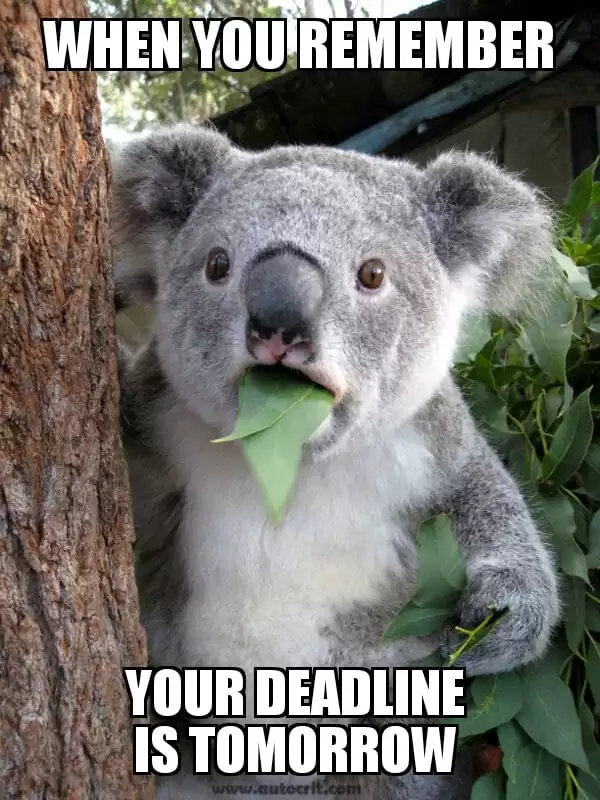 WHEN YOU REMEMBER
YOUR DEADLINE
IS TOMORROW
www.autocrit.com